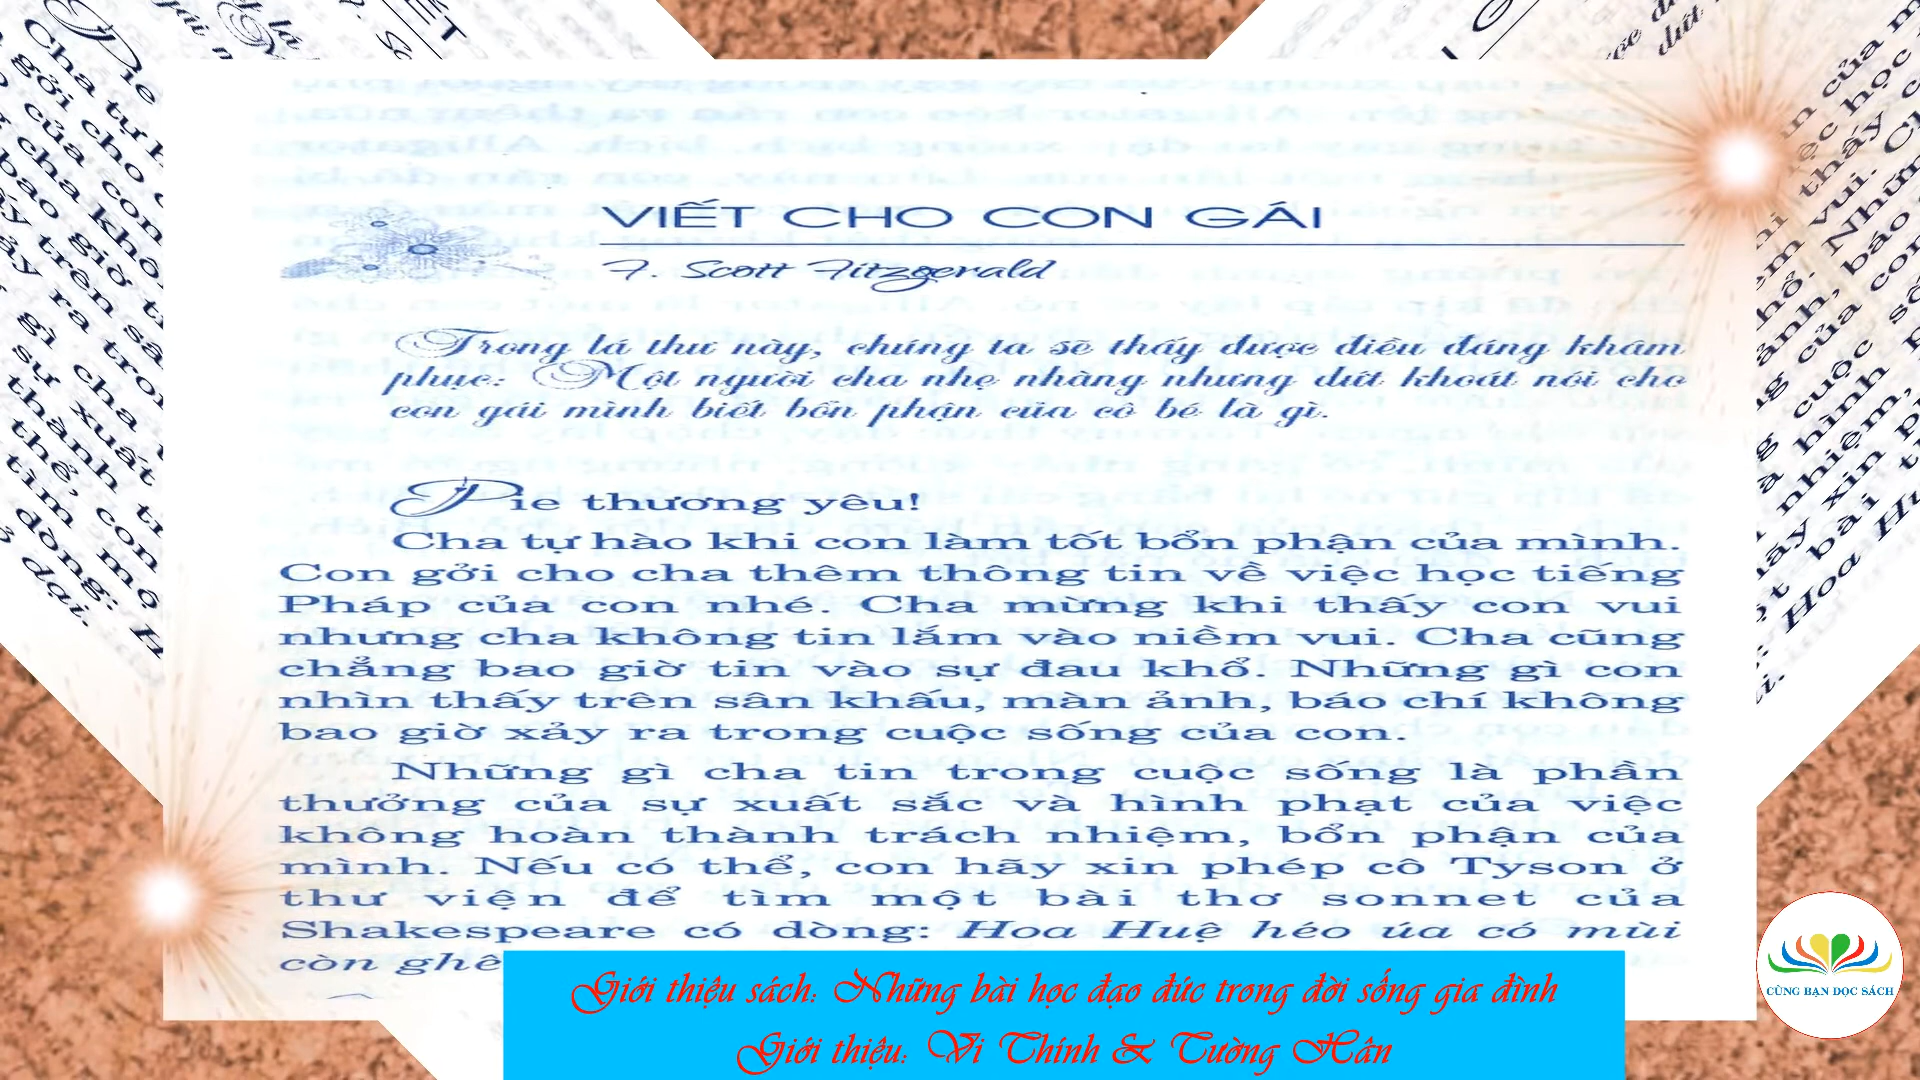 VIẾT CHO CON GÁI
F. Scott Fitzgerald
Trong lá thư này, chúng ta sẽ thấy được điều đáng khâm
phục: Một người cha nhẹ nhàng nhưng dứt khoát nói cho
con gái mình biết bổn phận của cô bé là gì.
Pie thương yêu!
Cha tự hào khi con làm tốt bổn phận của mình.
Con gởi cho cha thêm thông tin về việc học tiếng
Pháp của con nhé. Cha mừng khi thấy con vui
nhưng cha không tin lắm vào niềm vui. Cha cũng
chẳng bao giờ tin vào sự đau khổ. Những gì con
nhìn thấy trên sân khấu, màn ảnh, báo chí không
bao giờ xảy ra trong cuộc sống của con.
Những gì cha tin trong cuộc sống là phần
thưởng của sự xuất sắc và hình phạt của việc
không hoàn thành trách nhiệm, bổn phận của
mình. Nếu có thể, con hãy xin phép cô Tyson ở
thư viện để tìm một bài thơ sonnet của
Shakespeare có dòng: Hoa Huệ héo úa có mùi
còn ghê
Giới thiệu sách: Những bài học đạo đức trong đời sống gia đình
Giới thiệu: Vi Thính & Tường Hân
CÙNG BẠN ĐỌC SÁCH